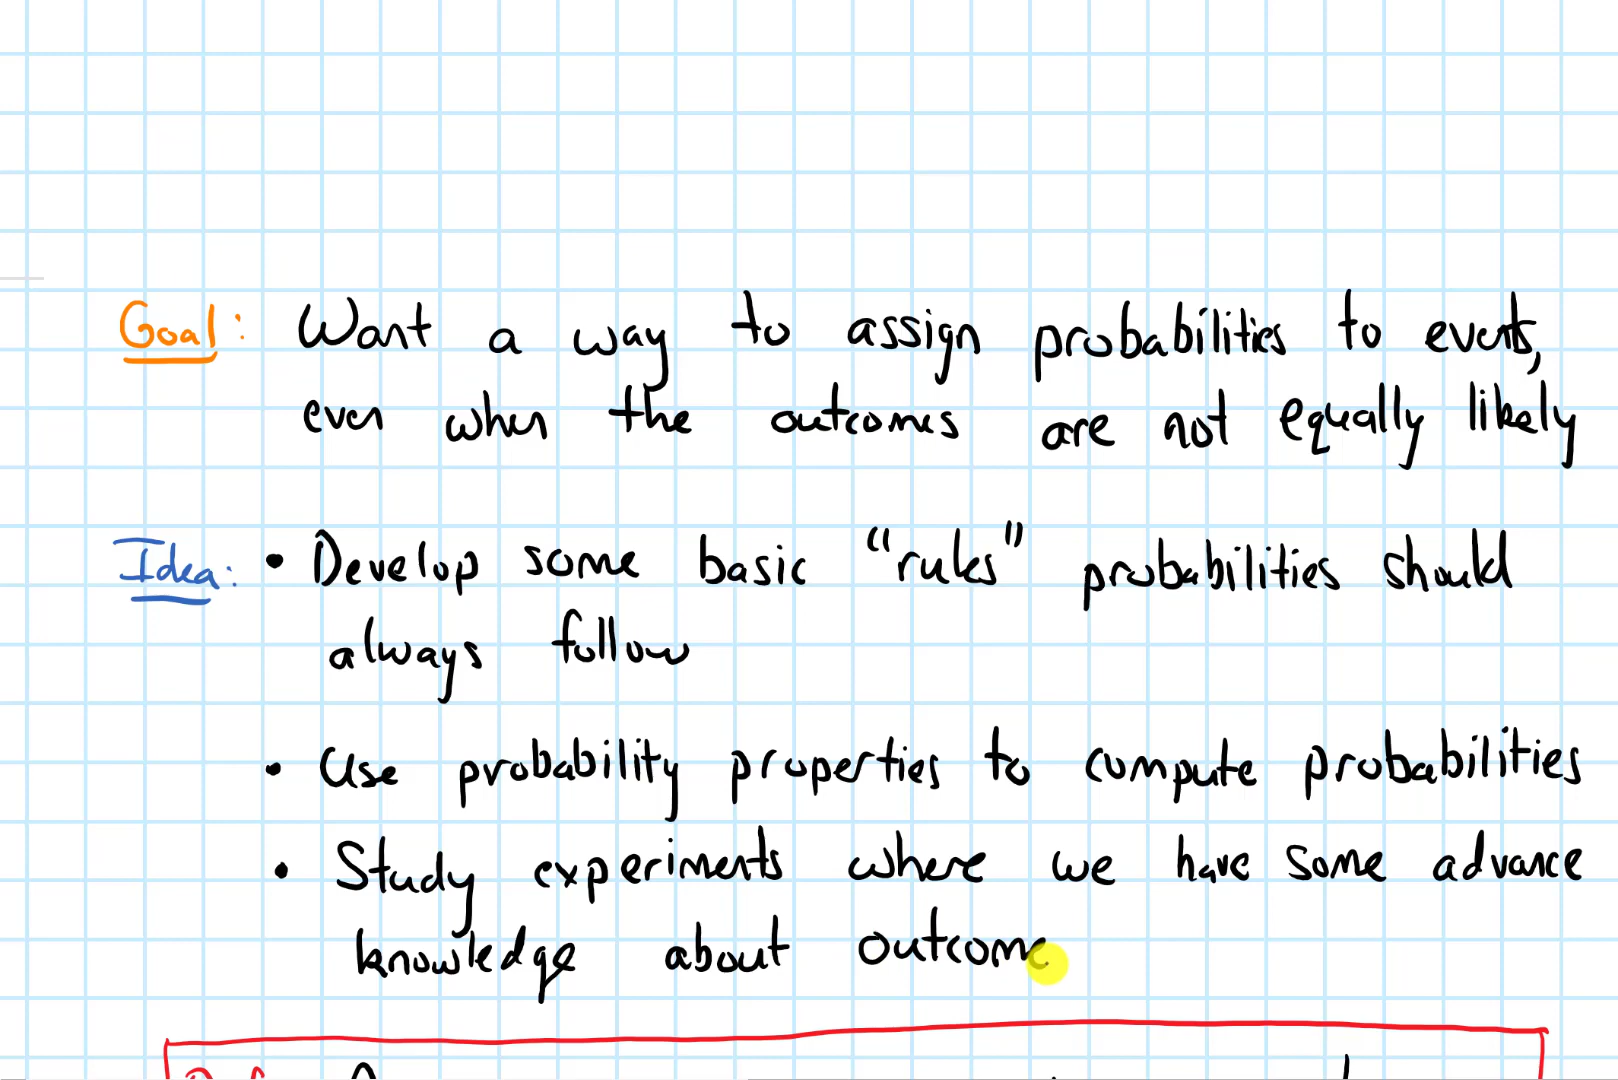 Goal: Want a way to assign probabilities to events,
even when the outcomes are not equally likely
Idea: • Develop some basic "rules" probabilities should
always follow
• Use probability properties to compute probabilities
• Study experiments where we have some advance
knowledge about outcome